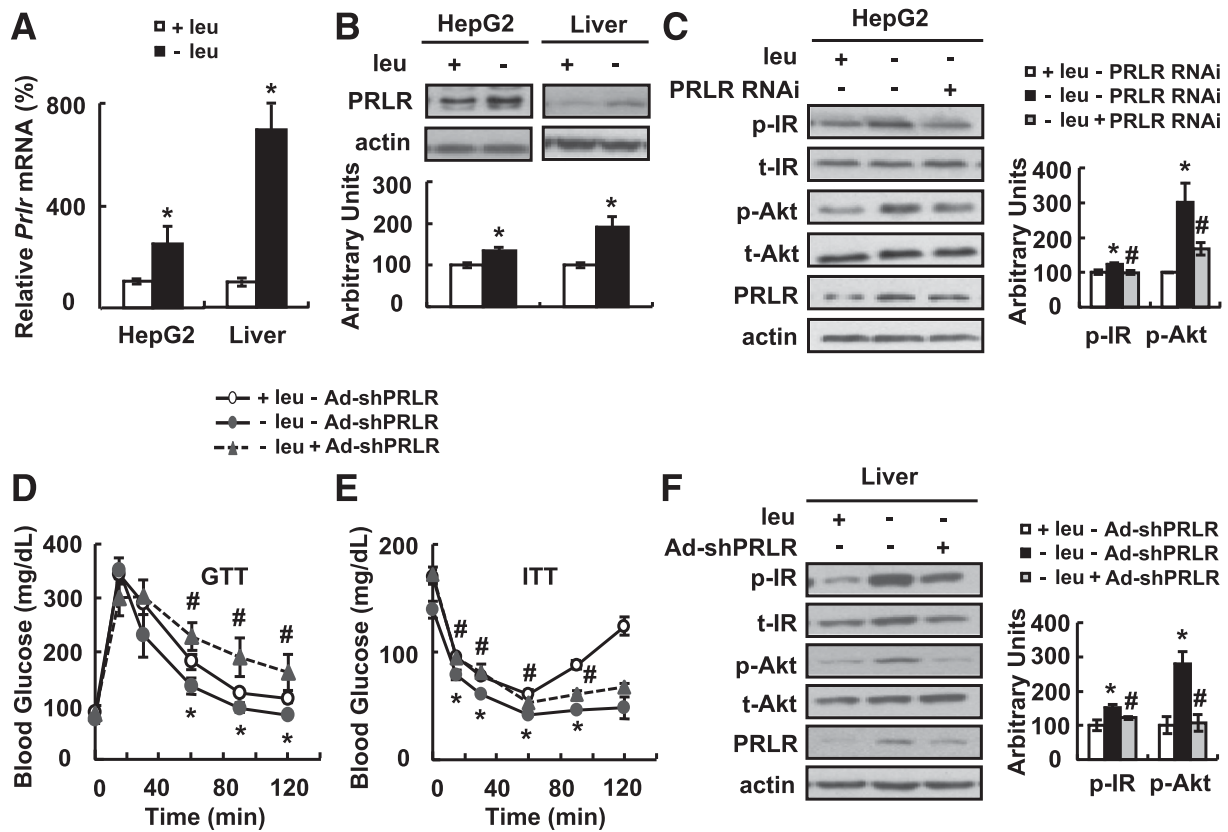 A
+ leu
- leu
Relative Prlr mRNA (%)
800
400
0
HepG2 Liver
B
HepG2 Liver
leu + - + -
PRLR
actin
Arbitrary Units
300
200
100
0
*
*
HepG2 Liver
C
HepG2
leu + - -
PRLR RNAi - - +
p-IR
t-IR
p-Akt
t-Akt
PRLR
actin
+ leu - PRLR RNAi
- leu - PRLR RNAi
- leu + PRLR RNAi
Arbitrary Units
400
300
200
100
0
* #
* #
p-IR p-Akt
+ leu - Ad-shPRLR
- leu - Ad-shPRLR
- leu + Ad-shPRLR
D
GTT
Blood Glucose (mg/dL)
400
300
200
100
0
# # #
* * *
0 40 80 120
Time (min)
E
ITT
Blood Glucose (mg/dL)
200
100
0
# # # #
* * * *
0 40 80 120
Time (min)
F
Liver
leu + - -
Ad-shPRLR - - +
p-IR
t-IR
p-Akt
t-Akt
PRLR
actin
+ leu - Ad-shPRLR
- leu - Ad-shPRLR
- leu + Ad-shPRLR
Arbitrary Units
400
300
200
100
0
* #
* #
p-IR p-Akt